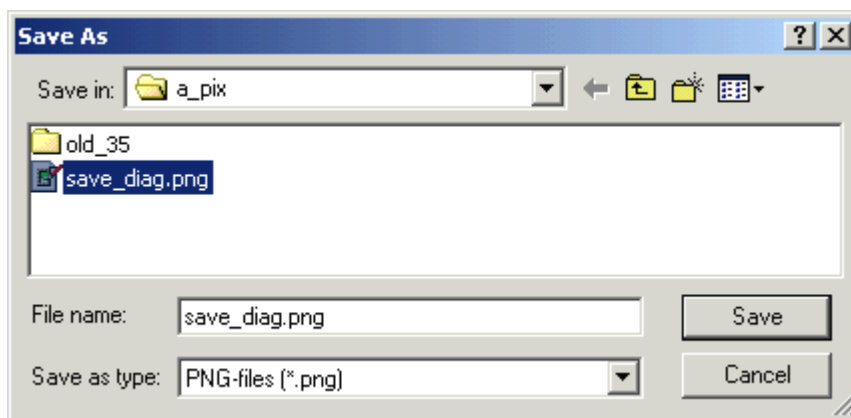 Save As
Save in: a_pix
old_35
save_diag.png
File name: save_diag.png Save
Save as type: PNG-files (*.png) Cancel